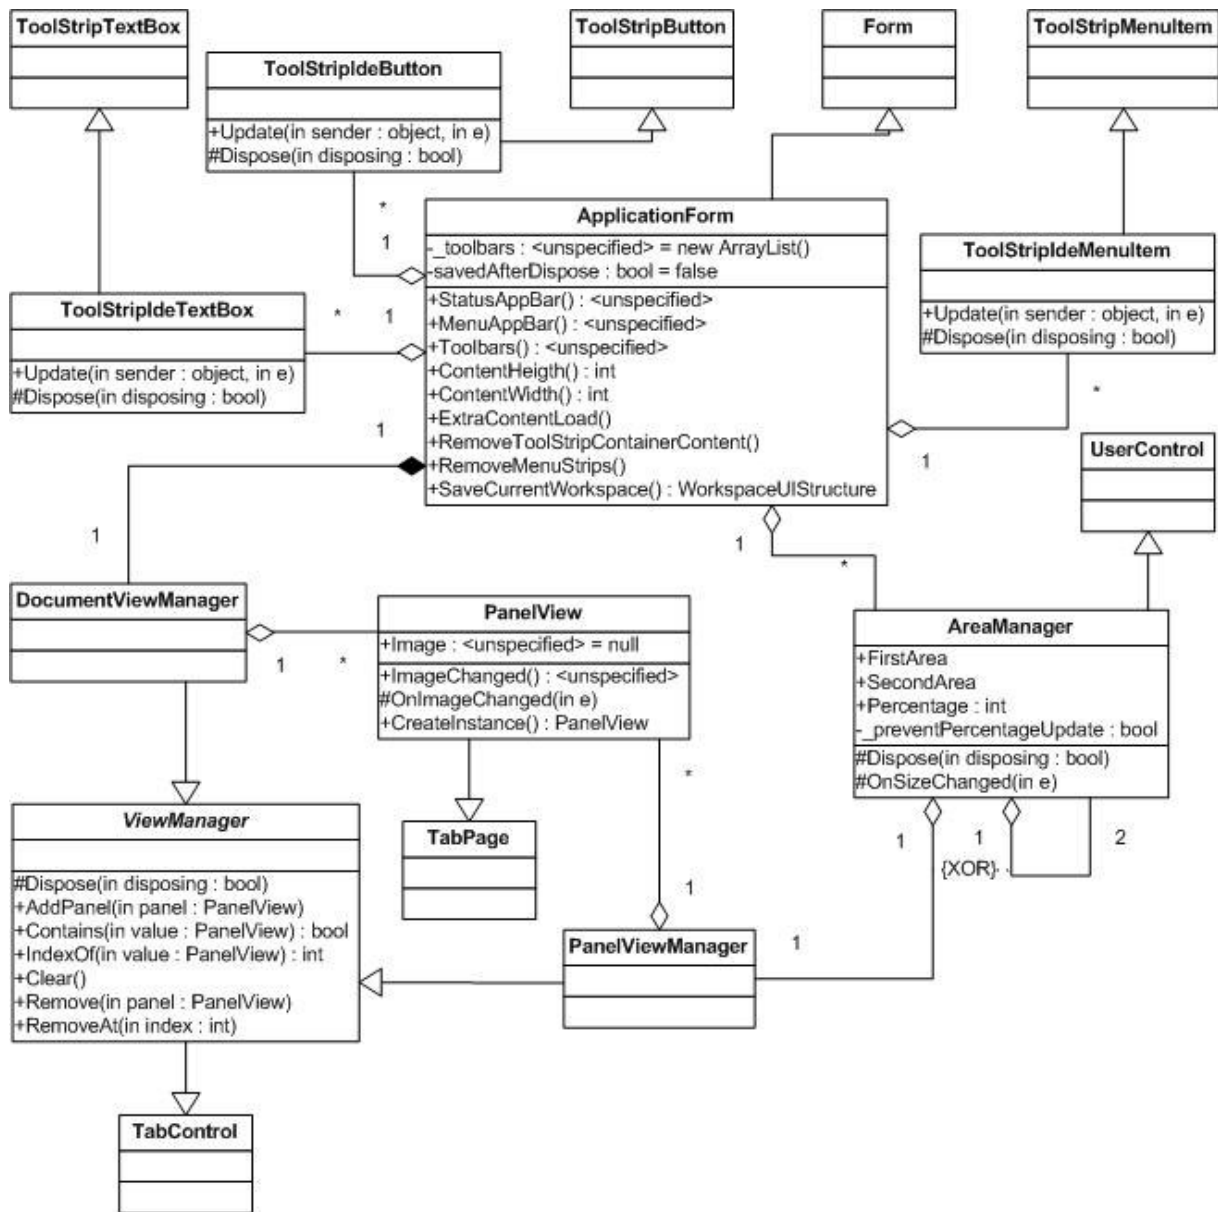 ToolStripTextBox
ToolStripButton
Form
ToolStripMenuItem
ToolStripIdeButton
+Update(in sender : object, in e)
#Dispose(in disposing : bool)
*
1
ApplicationForm
-_toolbars : <unspecified> = new ArrayList()
-savedAfterDispose : bool = false
+StatusAppBar() : <unspecified>
+MenuAppBar() : <unspecified>
+Toolbars() : <unspecified>
+ContentHeigth() : int
+ContentWidth() : int
+ExtraContentLoad()
+RemoveToolStripContainerContent()
+RemoveMenuStrips()
+SaveCurrentWorkspace() : WorkspaceUIStructure
ToolStripIdeMenuItem
+Update(in sender : object, in e)
#Dispose(in disposing : bool)
*
1
ToolStripIdeTextBox
+Update(in sender : object, in e)
#Dispose(in disposing : bool)
*
1
1
1
UserControl
1
*
DocumentViewManager
1
*
PanelView
+Image : <unspecified> = null
+ImageChanged() : <unspecified>
#OnImageChanged(in e)
+CreateInstance() : PanelView
*
1
AreaManager
+FirstArea
+SecondArea
+Percentage : int
-_preventPercentageUpdate : bool
#Dispose(in disposing : bool)
#OnSizeChanged(in e)
1
1
2
{XOR}
ViewManager
#Dispose(in disposing : bool)
+AddPanel(in panel : PanelView)
+Contains(in value : PanelView) : bool
+IndexOf(in value : PanelView) : int
+Clear()
+Remove(in panel : PanelView)
+RemoveAt(in index : int)
TabPage
PanelViewManager
1
TabControl